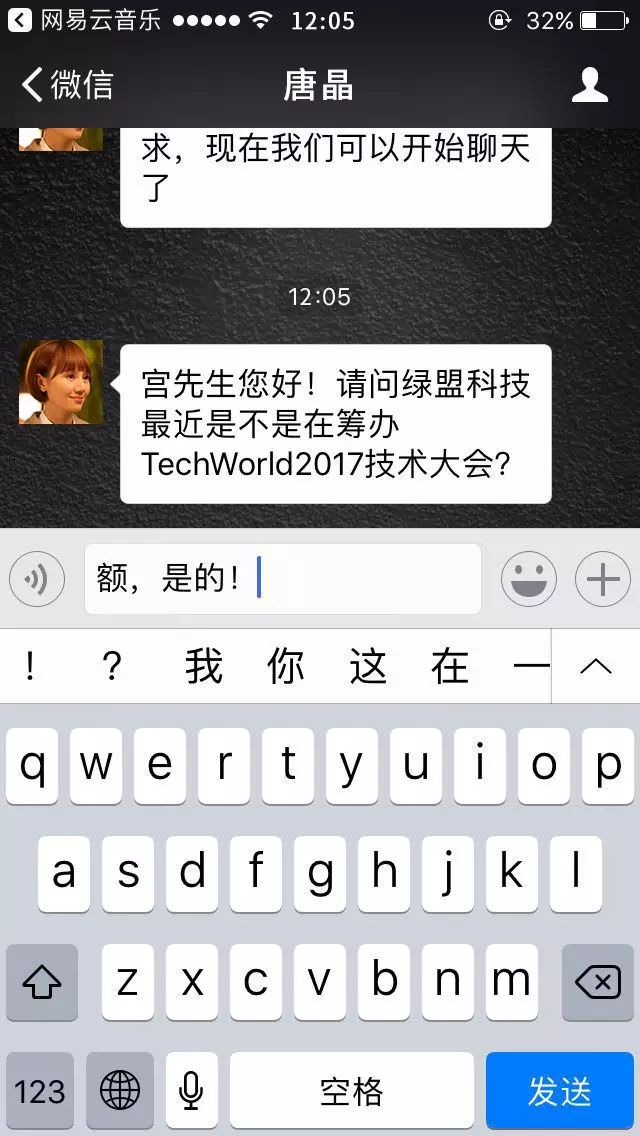 网易云音乐 12:05 32%
微信 唐晶
求，现在我们可以开始聊天
了
12:05
宫先生您好！请问绿盟科技
最近是不是在筹办
TechWorld2017技术大会？
额，是的！
！ ？ 我 你 这 在 一
q w e r t y u i o p
a s d f g h j k l
z x c v b n m
123 空格 发送